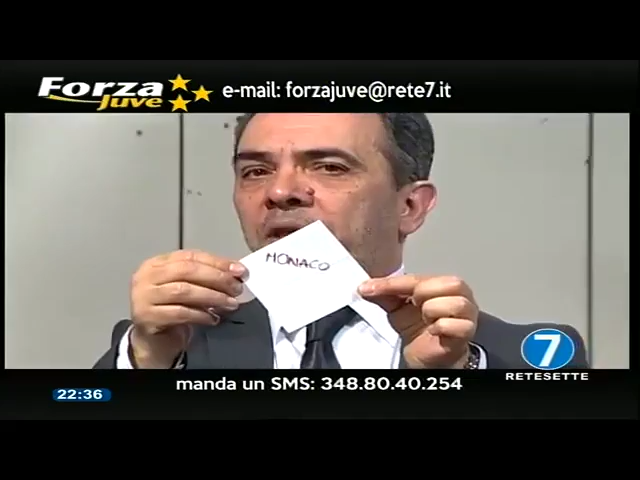 Forza
Juve
e-mail: forzajuve@rete7.it
MONACO
7
RETESETTE
manda un SMS: 348.80.40.254
22:36